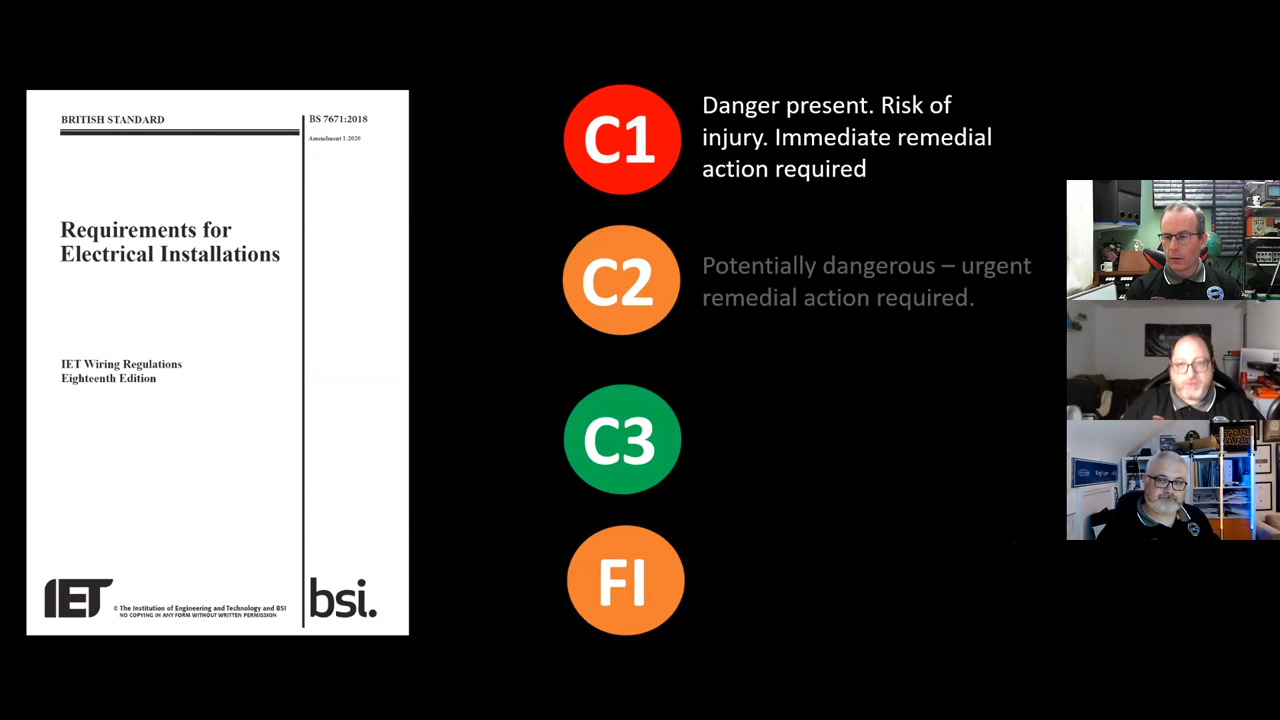 BRITISH STANDARD
BS 7671:2018
Amendment 1:2020
Requirements for
Electrical Installations
IET Wiring Regulations
Eighteenth Edition
IET
© The Institution of Engineering and Technology and BSI
NO COPYING IN ANY FORM WITHOUT WRITTEN PERMISSION
bsi.
C1
Danger present. Risk of
injury. Immediate remedial
action required
C2
Potentially dangerous – urgent
remedial action required.
C3
FI
STAR
WARS